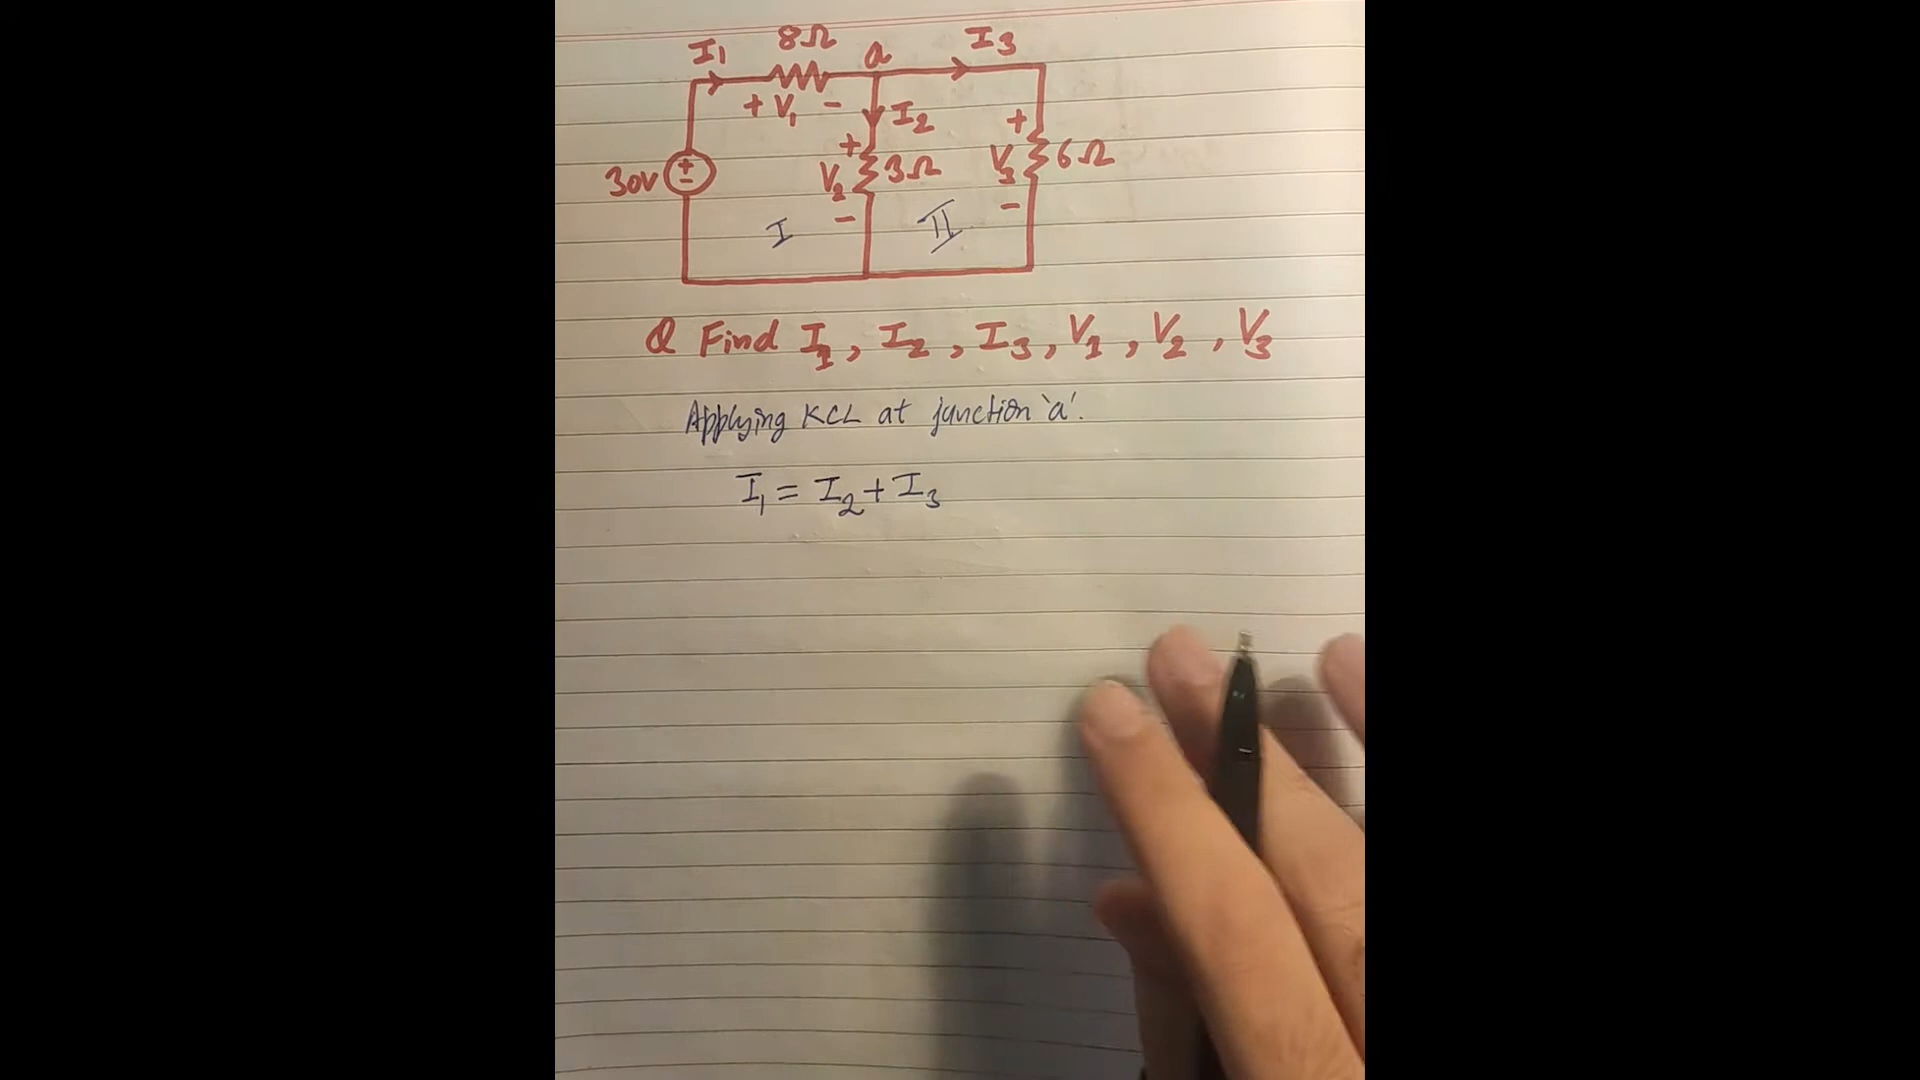 I1 8Ω a I3
+ V1 - I2
+ +
30V + - V2 3Ω V3 6Ω
- -
I II
Q Find I1, I2, I3, V1, V2, V3
Applying KCL at junction 'a'.
I1 = I2 + I3